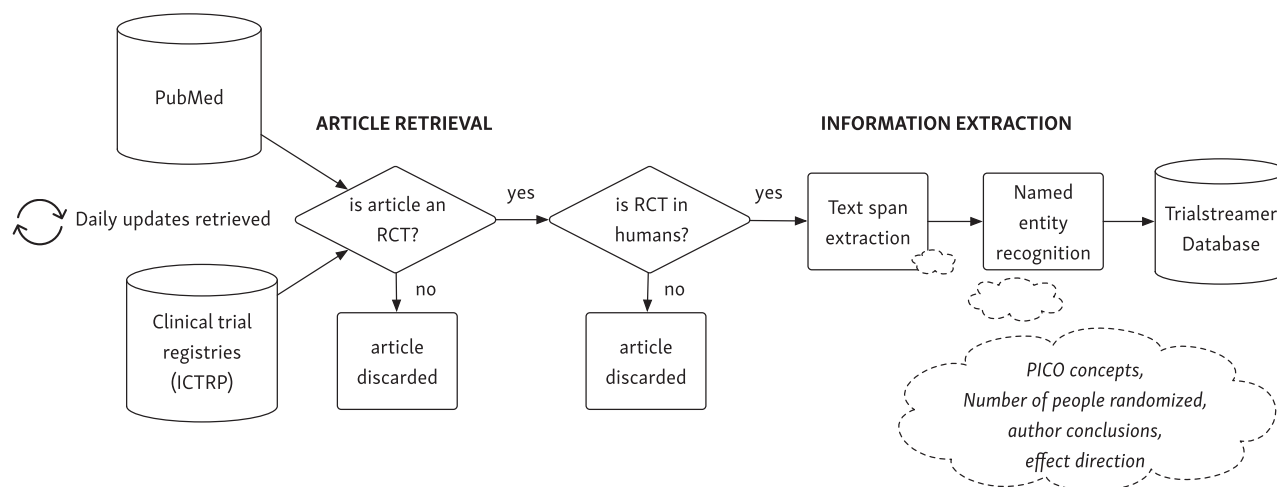 PubMed
ARTICLE RETRIEVAL
INFORMATION EXTRACTION
Daily updates retrieved
Clinical trial
registries
(ICTRP)
is article an
RCT?
yes
no
article
discarded
is RCT in
humans?
yes
no
article
discarded
Text span
extraction
Named
entity
recognition
Trialstreamer
Database
PICO concepts,
Number of people randomized,
author conclusions,
effect direction